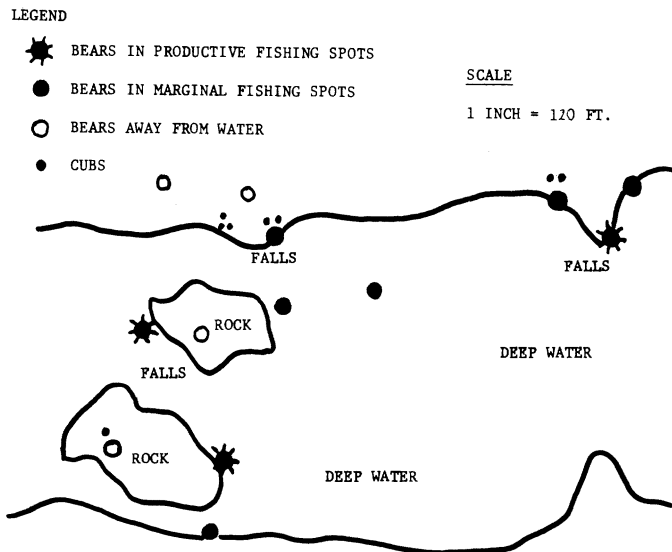 LEGEND
BEARS IN PRODUCTIVE FISHING SPOTS
BEARS IN MARGINAL FISHING SPOTS
BEARS AWAY FROM WATER
CUBS
SCALE
1 INCH = 120 FT.
FALLS
FALLS
ROCK
DEEP WATER
FALLS
ROCK
DEEP WATER